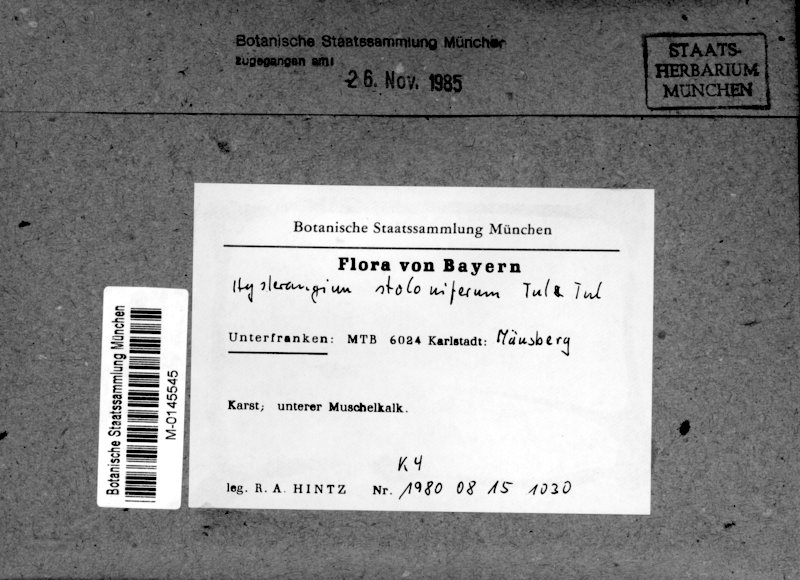 Botanische Staatssammlung München
zugegangen am:
26. Nov. 1985
STAATS-
HERBARIUM
MÜNCHEN
Botanische Staatssammlung München
Flora von Bayern
Hysterangium stoloniferum Tul & Tul
Unterfranken: MTB 6024 Karlstadt: Mäusberg
Karst; unterer Muschelkalk.
K4
leg. R. A. HINTZ Nr. 1980 08 15 1030
Botanische Staatssammlung München
M-0145545